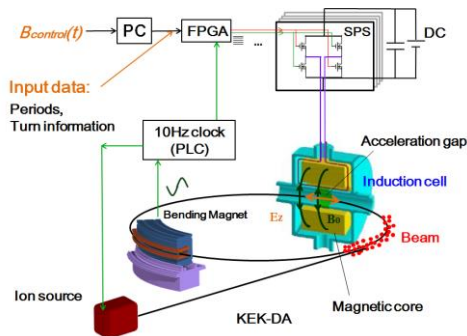 Bcontrol(t)
PC
FPGA
...
SPS
DC
Input data:
Periods,
Turn information
10Hz clock
(PLC)
Acceleration gap
Induction cell
Bending Magnet
Ez
Bθ
Beam
Ion source
Magnetic core
KEK-DA